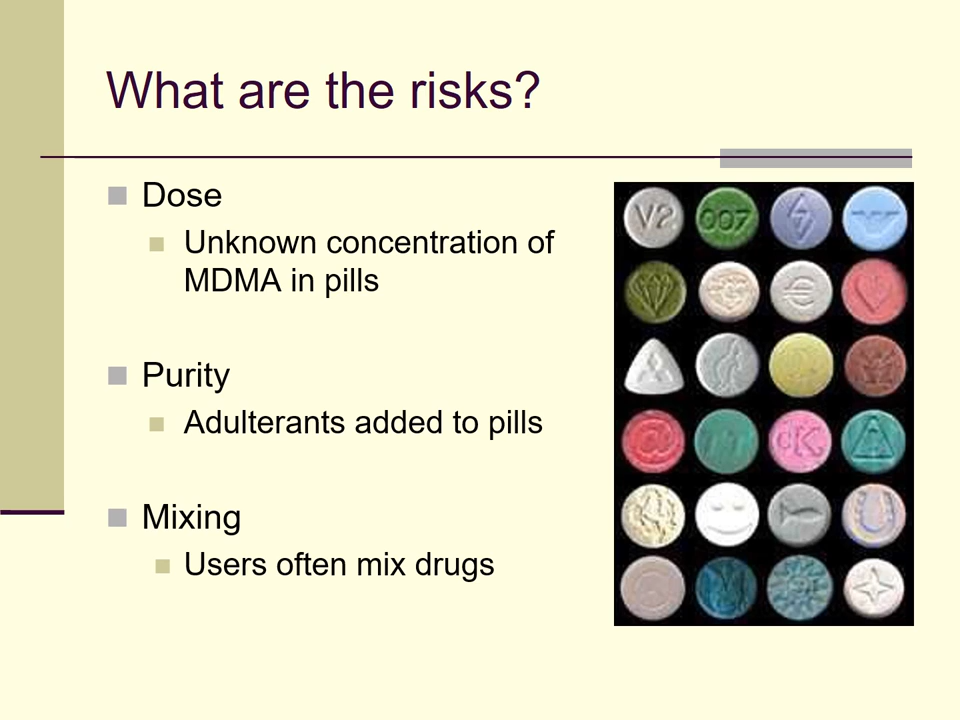 What are the risks?
Dose
Unknown concentration of
MDMA in pills
Purity
Adulterants added to pills
Mixing
Users often mix drugs
V2
007
€
@
m
K